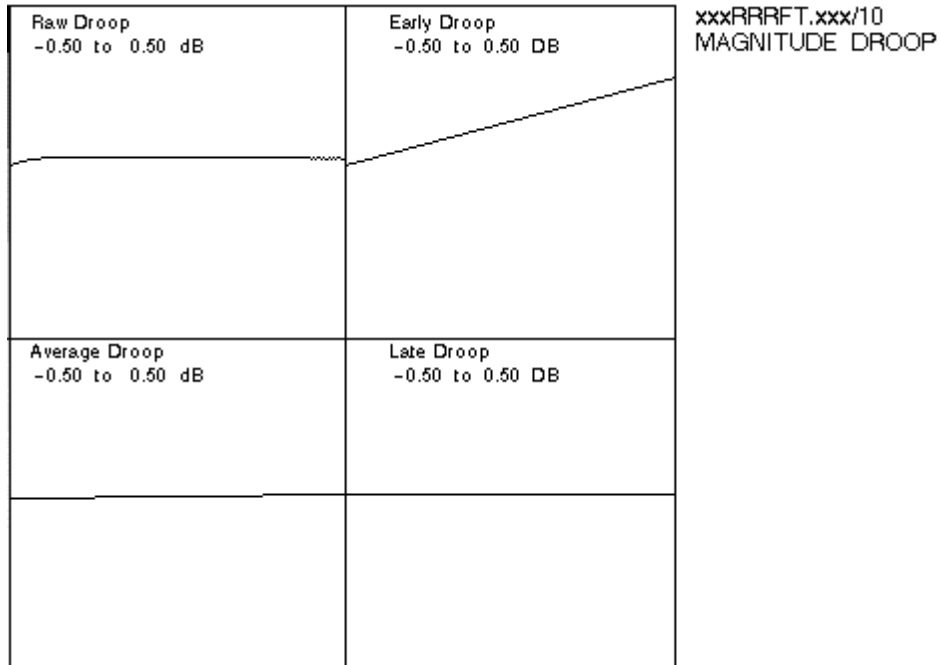 Raw Droop
-0.50 to 0.50 dB
Early Droop
-0.50 to 0.50 DB
xxxRRRFT.xxx/10
MAGNITUDE DROOP
Average Droop
-0.50 to 0.50 dB
Late Droop
-0.50 to 0.50 DB